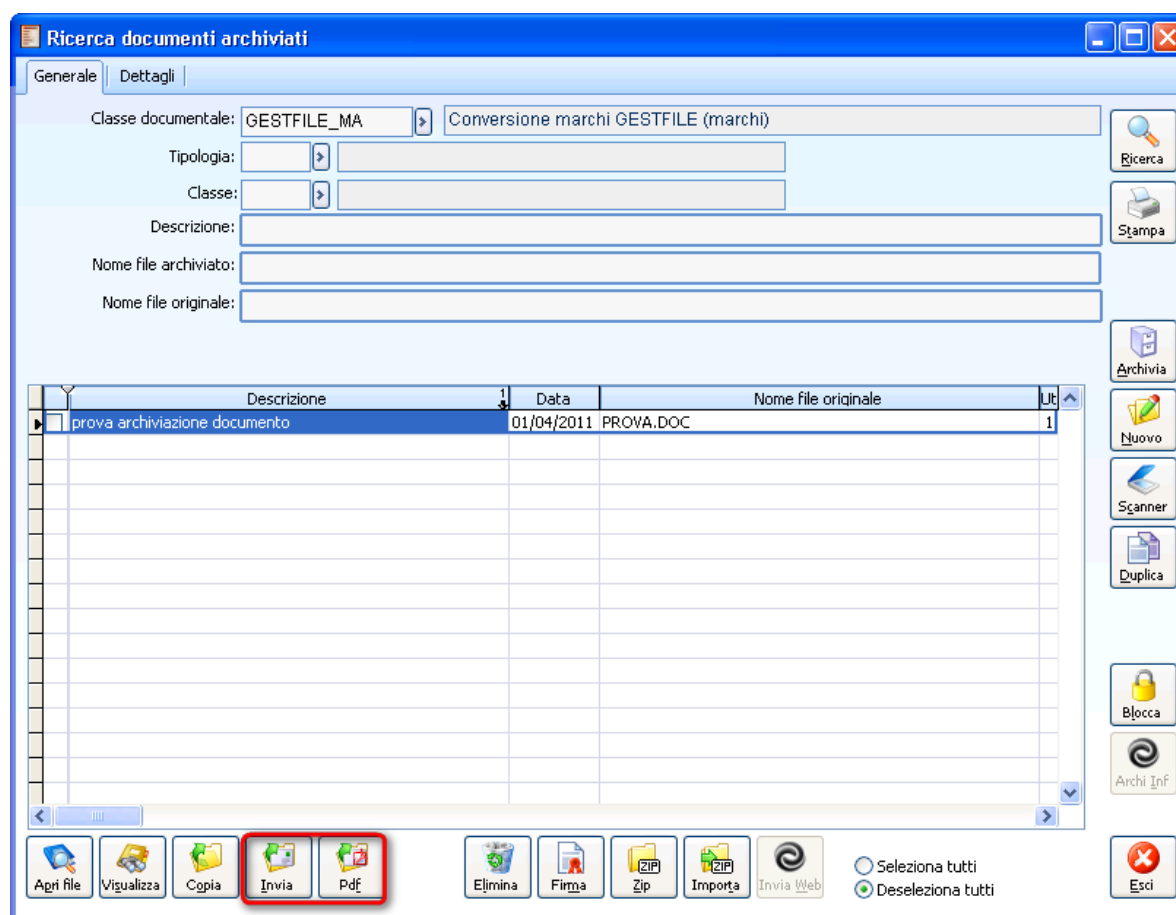 Ricerca documenti archiviati
Generale Dettagli
Classe documentale: GESTFILE_MA Conversione marchi GESTFILE (marchi)
Tipologia:
Classe:
Descrizione:
Nome file archiviato:
Nome file originale:
Ricerca
Stampa
Archivia
Nuovo
Scanner
Duplica
Blocca
Archi Inf
Descrizione 1 Data Nome file originale Ut
prova archiviazione documento 01/04/2011 PROVA.DOC 1
Apri file Visualizza Copia Invia Pdf Elimina Firma Zip Importa Invia Web
Seleziona tutti
Deseleziona tutti
Esci